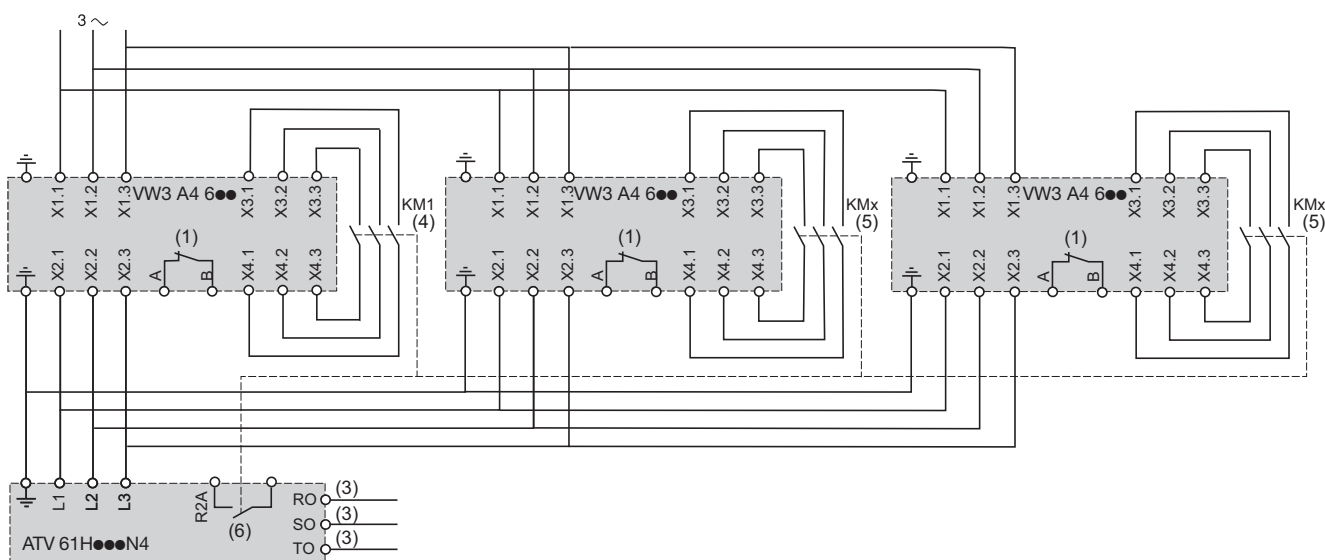 3 ~
VW3 A4 6●● VW3 A4 6●● VW3 A4 6●●
X1.1 X1.2 X1.3 X3.1 X3.2 X3.3 X1.1 X1.2 X1.3 X3.1 X3.2 X3.3 X1.1 X1.2 X1.3 X3.1 X3.2 X3.3
KM1 KMx KMx
(4) (5) (5)
(1) (1) (1)
X2.1 X2.2 X2.3 A B X4.1 X4.2 X4.3 X2.1 X2.2 X2.3 A B X4.1 X4.2 X4.3 X2.1 X2.2 X2.3 A B X4.1 X4.2 X4.3
L1 L2 L3 R2A RO (3)
(6) SO (3)
ATV 61H●●●N4 TO (3)